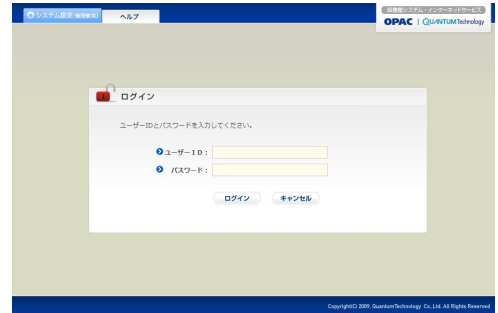 システム設定(管理者用)
ヘルプ
図書館システム・インターネットサービス
OPAC | QUANTUM Technology
ログイン
ユーザーIDとパスワードを入力してください。
ユーザーＩＤ：
パスワード：
ログイン
キャンセル
Copyright(C) 2009, QuantumTechnology Co.,Ltd. All Rights Reserved